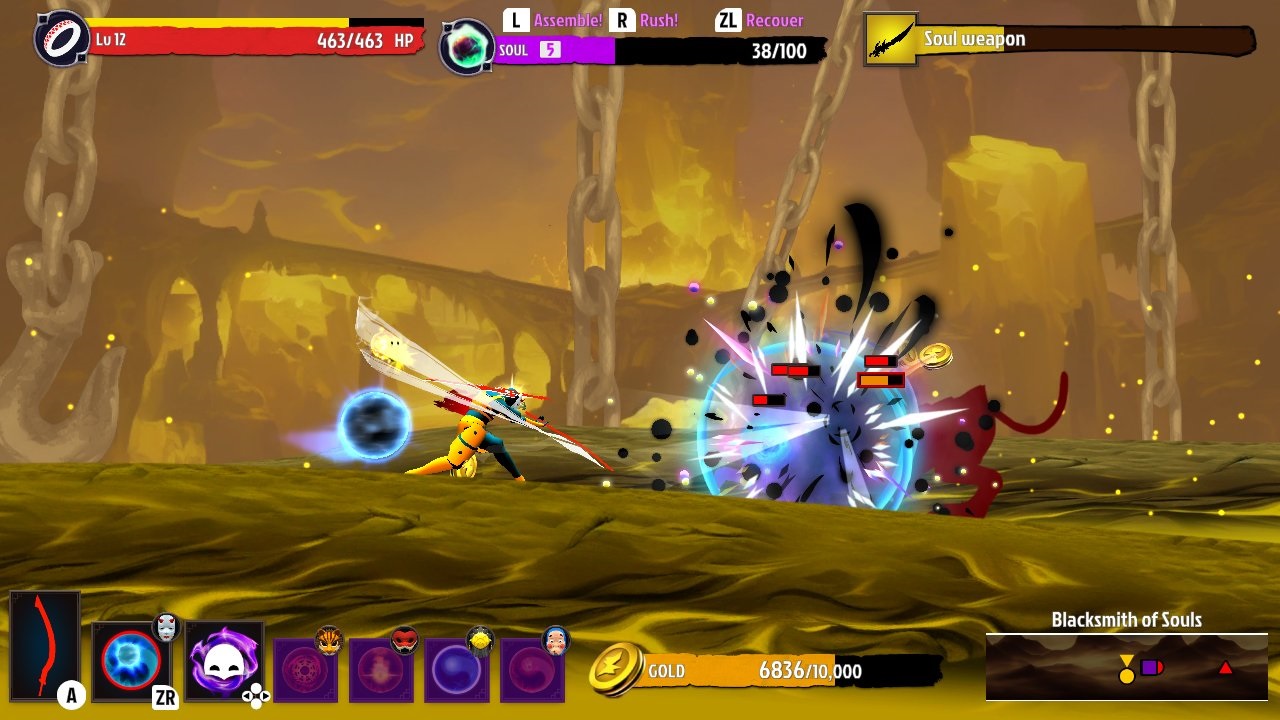 L Assemble! R Rush! ZL Recover
Lv 12 463/463 HP
SOUL 5 38/100
Soul weapon
Blacksmith of Souls
GOLD 6836/10,000
A
ZR